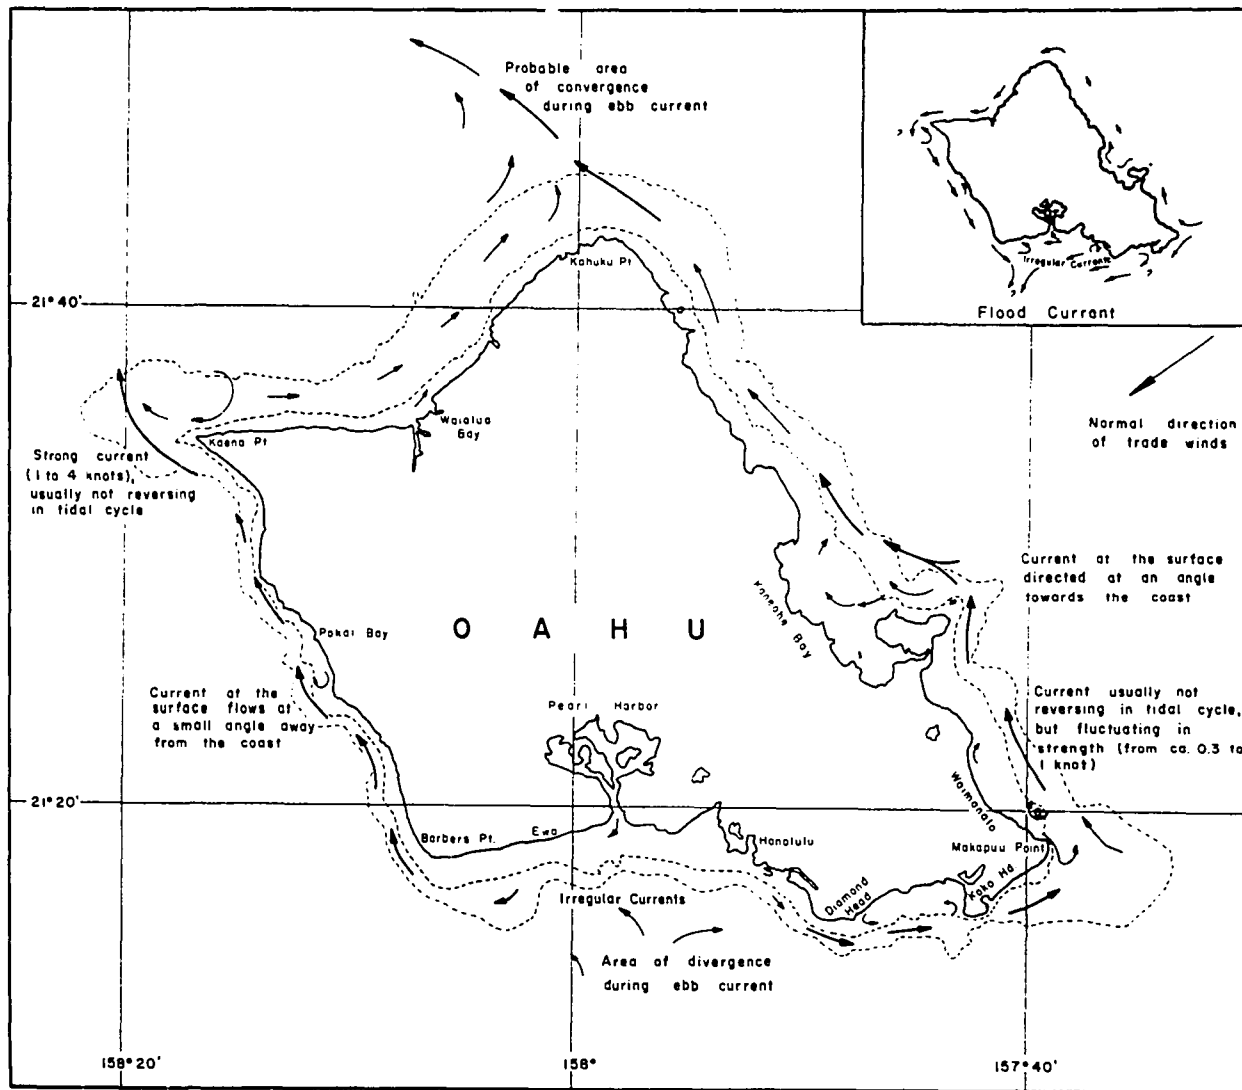 Probable area
of convergence
during ebb current
Irregular Currents
Flood Currant
Kahuku Pt
21°40'
Normal direction
of trade winds
Waialua
Bay
Kaena Pt
Strong current
(1 to 4 knots),
usually not reversing
in tidal cycle
Current at the surface
directed at an angle
towards the coast
Kaneohe Bay
OAHU
Pokai Bay
Current at the
surface flows at
a small angle away
from the coast
Pearl Harbor
Current usually not
reversing in tidal cycle,
but fluctuating in
strength (from ca. 0.3 to
1 knot)
Waimanalo
21°20'
Barbers Pt.
Ewa
Honolulu
Makapuu Point
Koko Hd
Diamond
Head
Irregular Currents
Area of divergence
during ebb current
158°20'
158°
157°40'